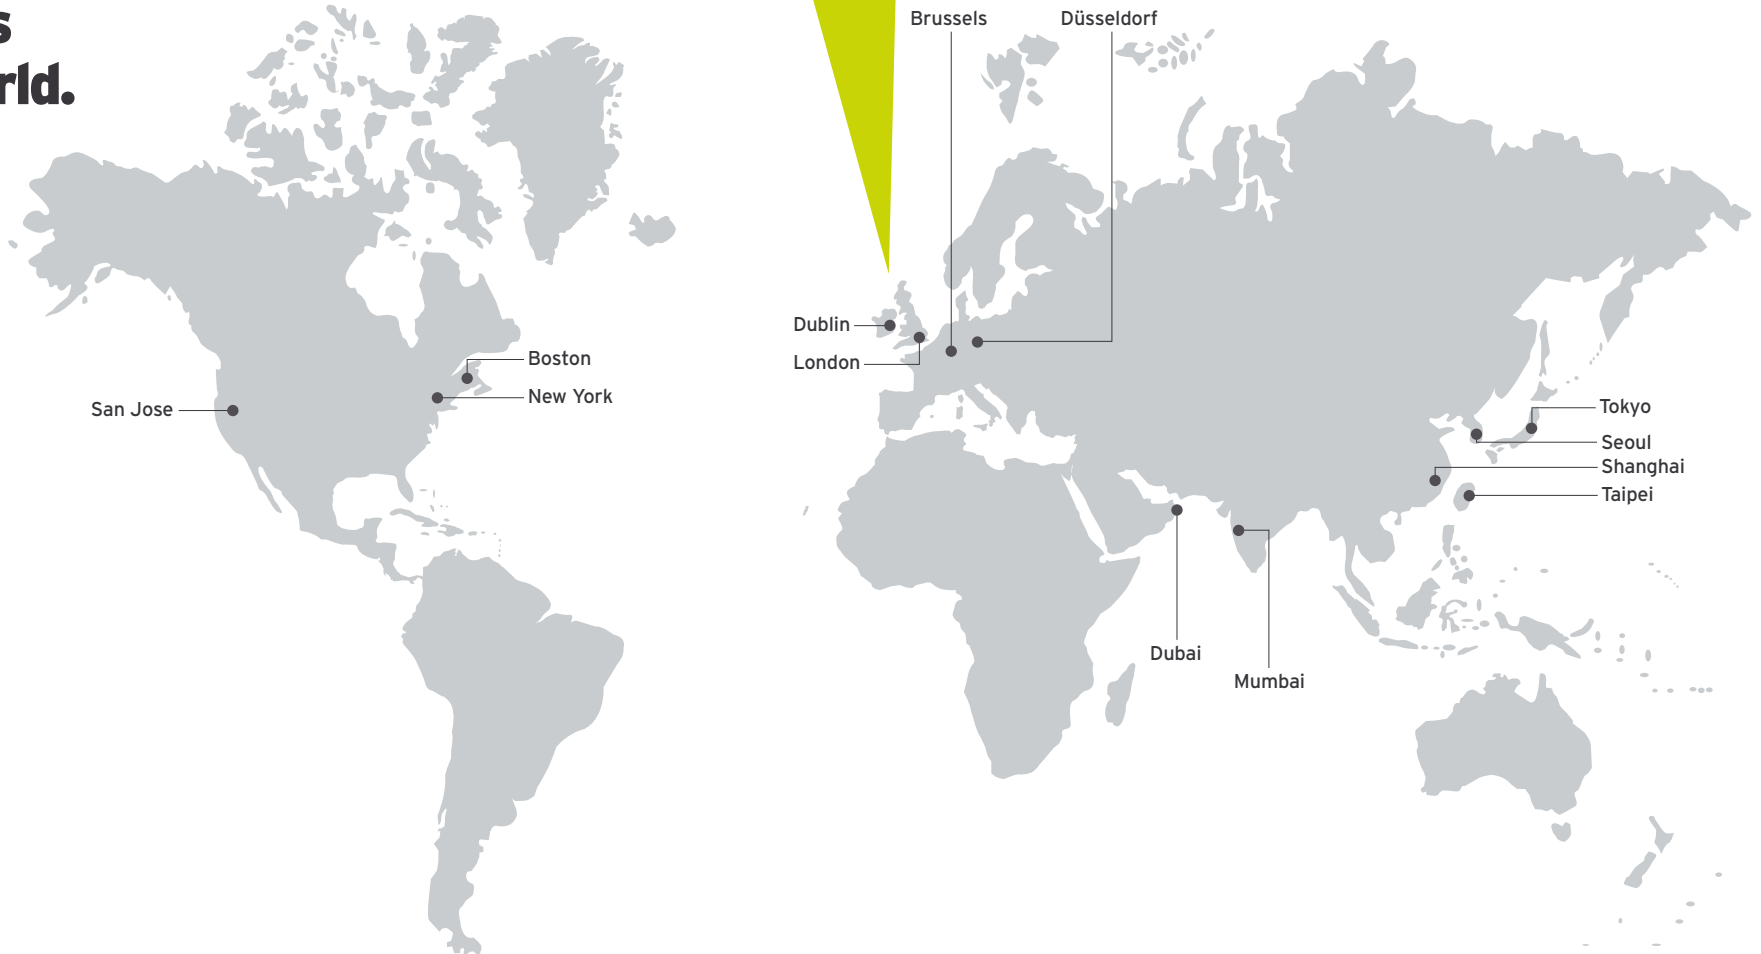 s
rld.
Brussels
Düsseldorf
Dublin
London
Boston
New York
San Jose
Tokyo
Seoul
Shanghai
Taipei
Dubai
Mumbai